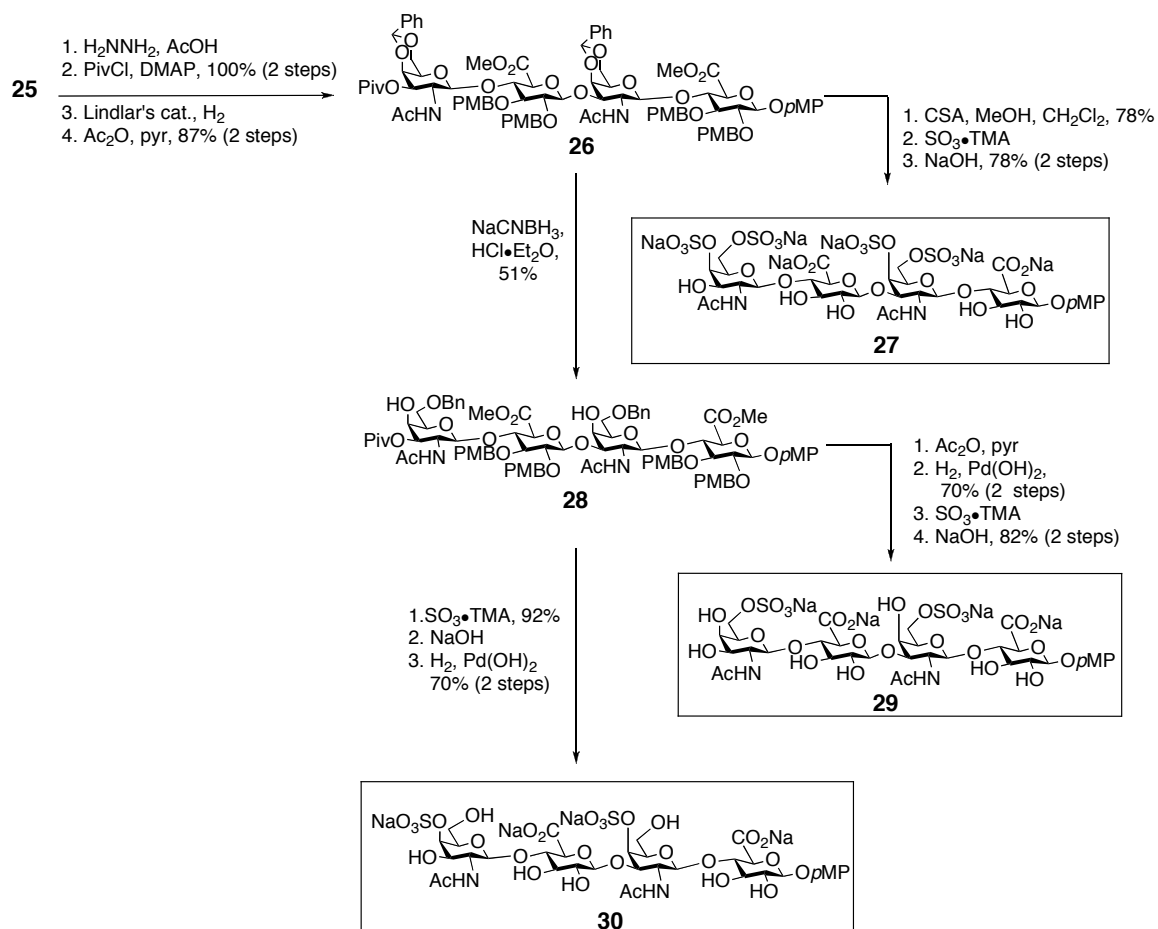 25
1. H₂NNH₂, AcOH
2. PivCl, DMAP, 100% (2 steps)
3. Lindlar's cat., H₂
4. Ac₂O, pyr, 87% (2 steps)
Ph
O
O
PivO
AcHN
O
O
MeO₂C
PMBO
PMBO
O
O
Ph
O
O
AcHN
O
O
MeO₂C
PMBO
PMBO
O
OpMP
26
1. CSA, MeOH, CH₂Cl₂, 78%
2. SO₃•TMA
3. NaOH, 78% (2 steps)
NaCNBH₃,
HCl•Et₂O,
51%
NaO₃SO
OSO₃Na
HO
AcHN
O
O
NaO₂C
HO
HO
O
O
NaO₃SO
OSO₃Na
AcHN
O
O
CO₂Na
HO
HO
O
OpMP
27
HO
OBn
PivO
AcHN
O
O
MeO₂C
PMBO
PMBO
O
O
HO
OBn
AcHN
O
O
CO₂Me
PMBO
PMBO
O
OpMP
28
1. Ac₂O, pyr
2. H₂, Pd(OH)₂,
70% (2 steps)
3. SO₃•TMA
4. NaOH, 82% (2 steps)
HO
OSO₃Na
HO
AcHN
O
O
CO₂Na
HO
HO
O
O
HO
OSO₃Na
AcHN
O
O
CO₂Na
HO
HO
O
OpMP
29
1.SO₃•TMA, 92%
2. NaOH
3. H₂, Pd(OH)₂
70% (2 steps)
NaO₃SO
OH
HO
AcHN
O
O
NaO₂C
HO
HO
O
O
NaO₃SO
OH
AcHN
O
O
CO₂Na
HO
HO
O
OpMP
30